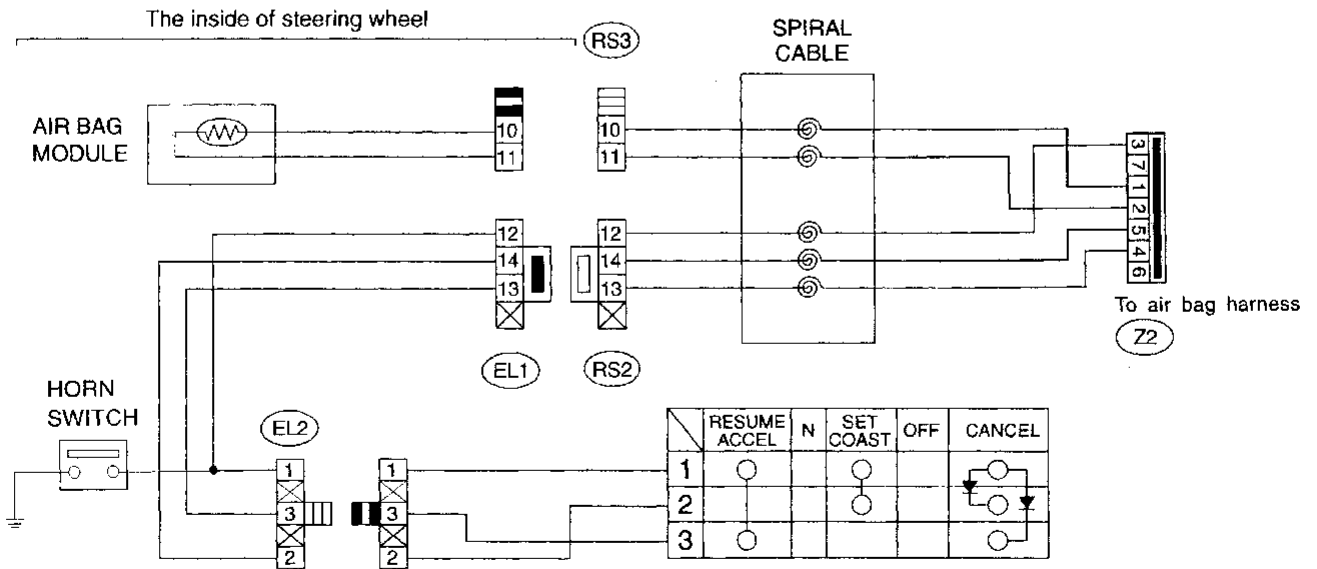 The inside of steering wheel
RS3
SPIRAL
CABLE
AIR BAG
MODULE
10
11
10
11
12
14
13
12
14
13
3
7
1
2
5
4
6
To air bag harness
Z2
EL1
RS2
HORN
SWITCH
EL2
1
3
2
1
3
2
RESUME
ACCEL
N
SET
COAST
OFF
CANCEL
1
2
3